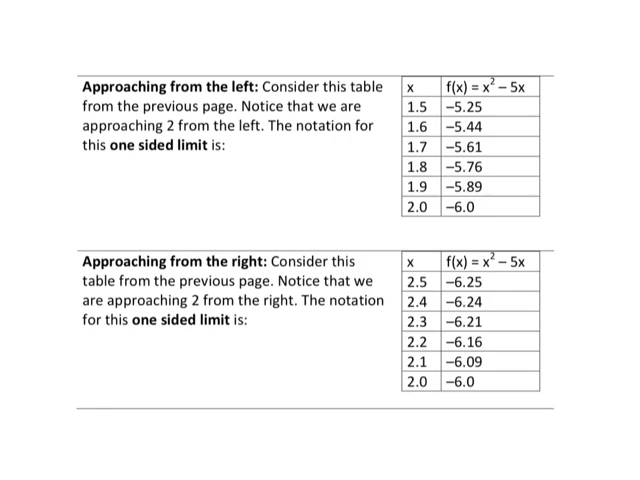 Approaching from the left: Consider this table
from the previous page. Notice that we are
approaching 2 from the left. The notation for
this one sided limit is:
x f(x) = x² – 5x
1.5 –5.25
1.6 –5.44
1.7 –5.61
1.8 –5.76
1.9 –5.89
2.0 –6.0
Approaching from the right: Consider this
table from the previous page. Notice that we
are approaching 2 from the right. The notation
for this one sided limit is:
x f(x) = x² – 5x
2.5 –6.25
2.4 –6.24
2.3 –6.21
2.2 –6.16
2.1 –6.09
2.0 –6.0